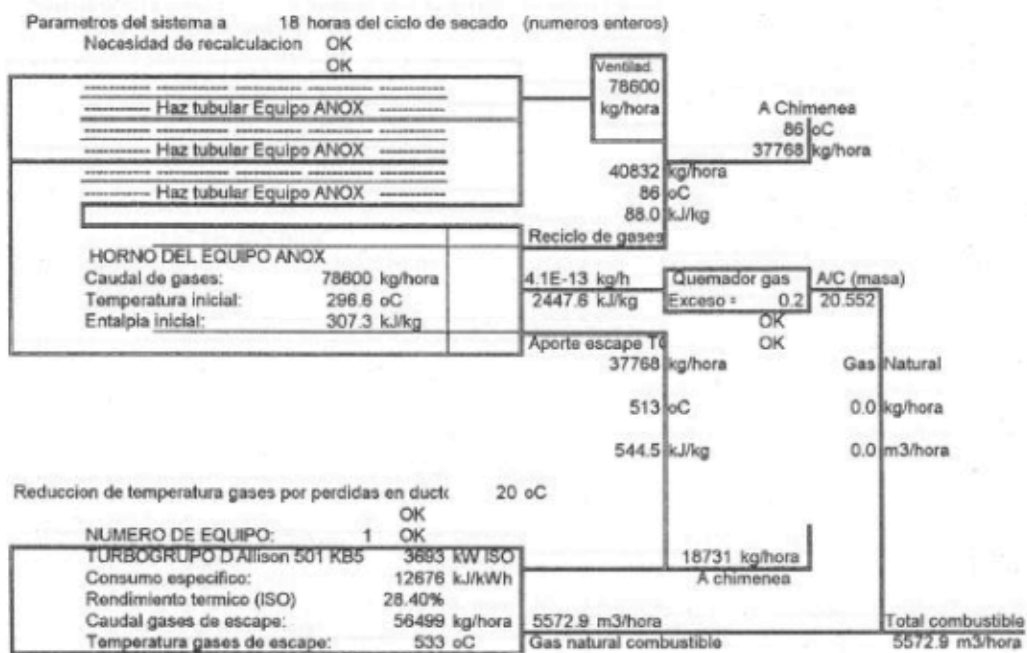 Parametros del sistema a 18 horas del ciclo de secado (numeros enteros)
Necesidad de recalculacion OK
OK
Ventilad.
78600
kg/hora
A Chimenea
86 oC
37768 kg/hora
Haz tubular Equipo ANOX
Haz tubular Equipo ANOX
Haz tubular Equipo ANOX
40832 kg/hora
86 oC
88.0 kJ/kg
Reciclo de gases
HORNO DEL EQUIPO ANOX
Caudal de gases: 78600 kg/hora
Temperatura inicial: 296.6 oC
Entalpia inicial: 307.3 kJ/kg
4.1E-13 kg/h
2447.6 kJ/kg
Quemador gas
Exceso = 0.2
A/C (masa)
20.552
OK
OK
Aporte escape TG
37768 kg/hora
513 oC
544.5 kJ/kg
Gas Natural
0.0 kg/hora
0.0 m3/hora
Reduccion de temperatura gases por perdidas en ducto 20 oC
OK
NUMERO DE EQUIPO: 1 OK
TURBOGRUPO D Allison 501 KB5 3693 kW ISO
Consumo especifico: 12676 kJ/kWh
Rendimiento termico (ISO) 28.40%
Caudal gases de escape: 56499 kg/hora
Temperatura gases de escape: 533 oC
18731 kg/hora
A chimenea
5572.9 m3/hora
Gas natural combustible
Total combustible
5572.9 m3/hora